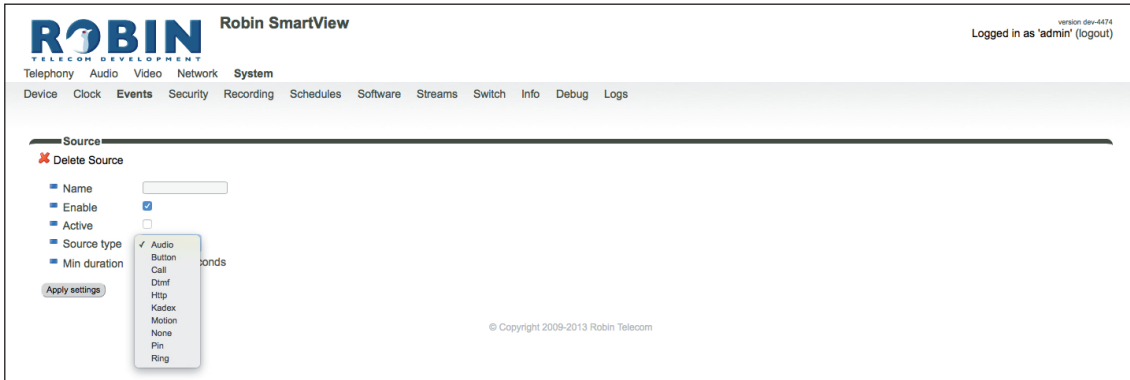 ROBIN
TELECOM DEVELOPMENT
Robin SmartView
version dev-4474
Logged in as 'admin' (logout)
Telephony Audio Video Network System
Device Clock Events Security Recording Schedules Software Streams Switch Info Debug Logs
Source
Delete Source
Name
Enable
Active
Source type
✓ Audio
Button
Call
Dtmf
Http
Kadex
Motion
None
Pin
Ring
Min duration
conds
Apply settings
© Copyright 2009-2013 Robin Telecom